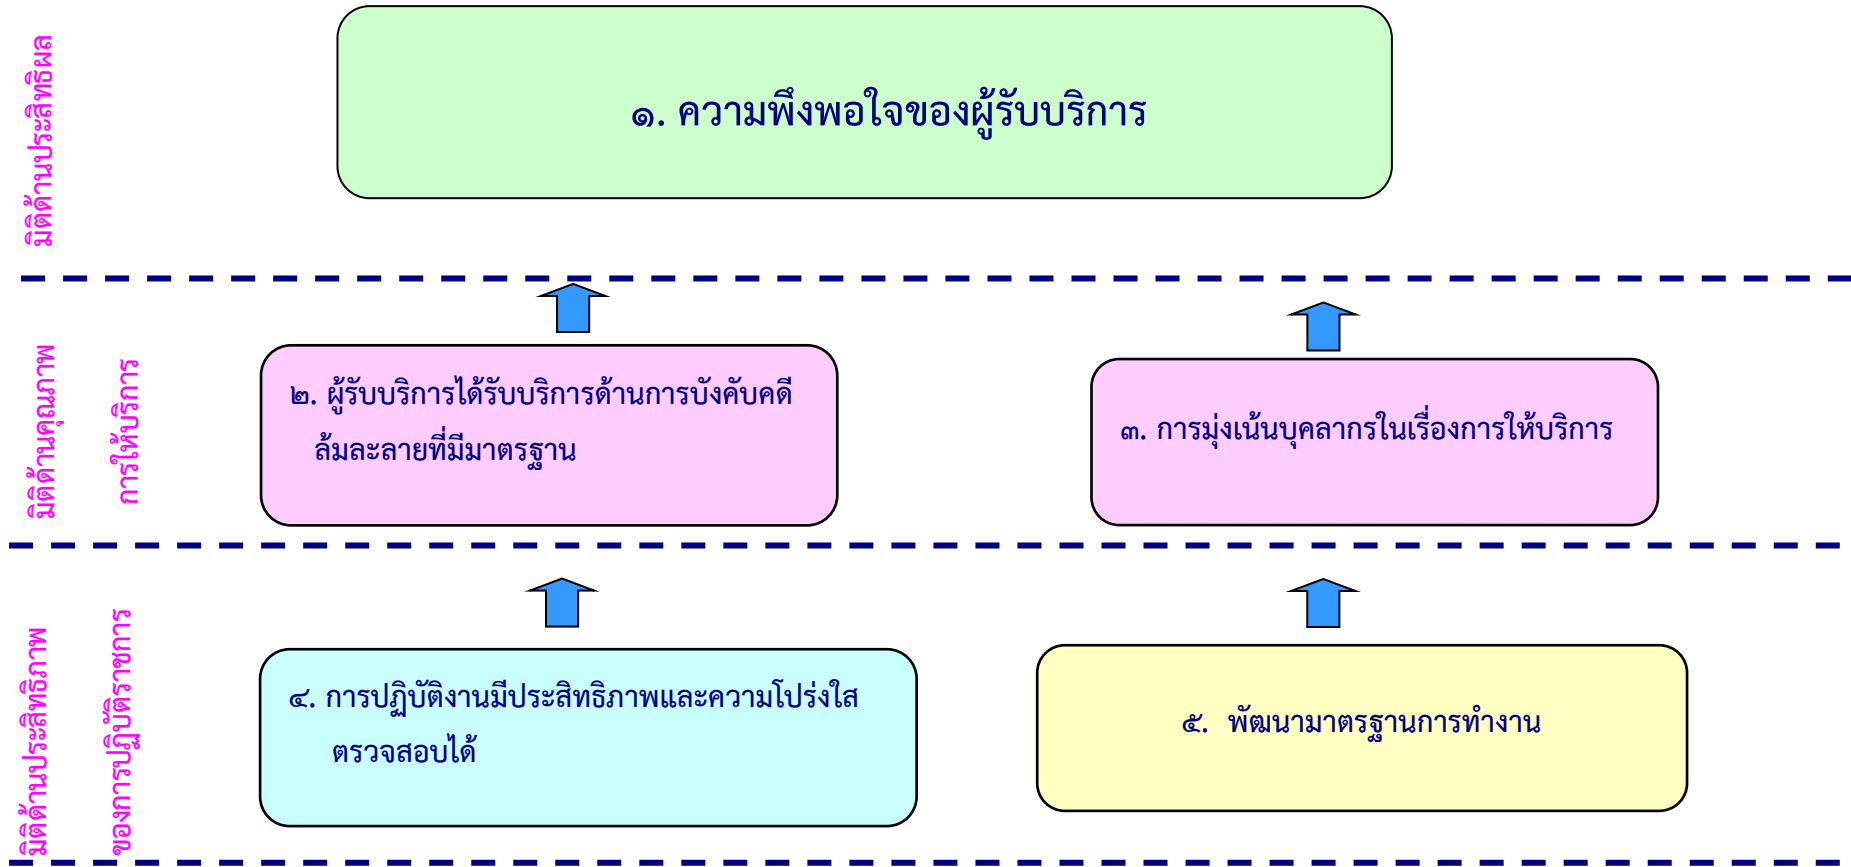 มิติด้านประสิทธิผล
๑. ความพึงพอใจของผู้รับบริการ
มิติด้านคุณภาพ
การให้บริการ
๒. ผู้รับบริการได้รับบริการด้านการบังคับคดี
ล้มละลายที่มีมาตรฐาน
๓. การมุ่งเน้นบุคลากรในเรื่องการให้บริการ
มิติด้านประสิทธิภาพ
ของการปฏิบัติราชการ
๔. การปฏิบัติงานมีประสิทธิภาพและความโปร่งใส
ตรวจสอบได้
๕. พัฒนามาตรฐานการทำงาน